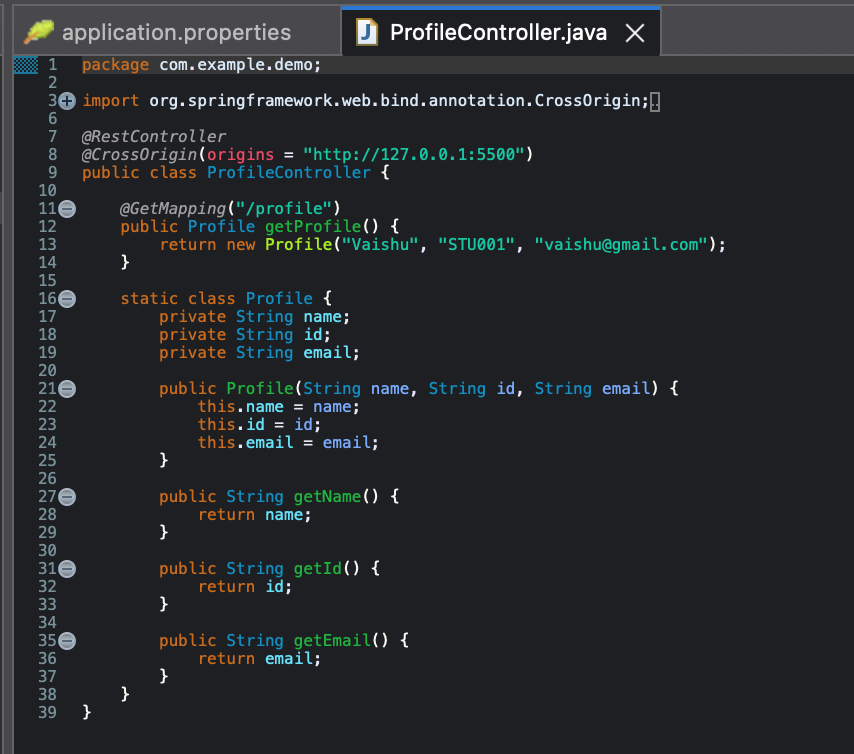 application.properties
ProfileController.java
1 package com.example.demo;
2
3 import org.springframework.web.bind.annotation.CrossOrigin;
6
7 @RestController
8 @CrossOrigin(origins = "http://127.0.0.1:5500")
9 public class ProfileController {
10
11     @GetMapping("/profile")
12     public Profile getProfile() {
13         return new Profile("Vaishu", "STU001", "vaishu@gmail.com");
14     }
15
16     static class Profile {
17         private String name;
18         private String id;
19         private String email;
20
21         public Profile(String name, String id, String email) {
22             this.name = name;
23             this.id = id;
24             this.email = email;
25         }
26
27         public String getName() {
28             return name;
29         }
30
31         public String getId() {
32             return id;
33         }
34
35         public String getEmail() {
36             return email;
37         }
38     }
39 }